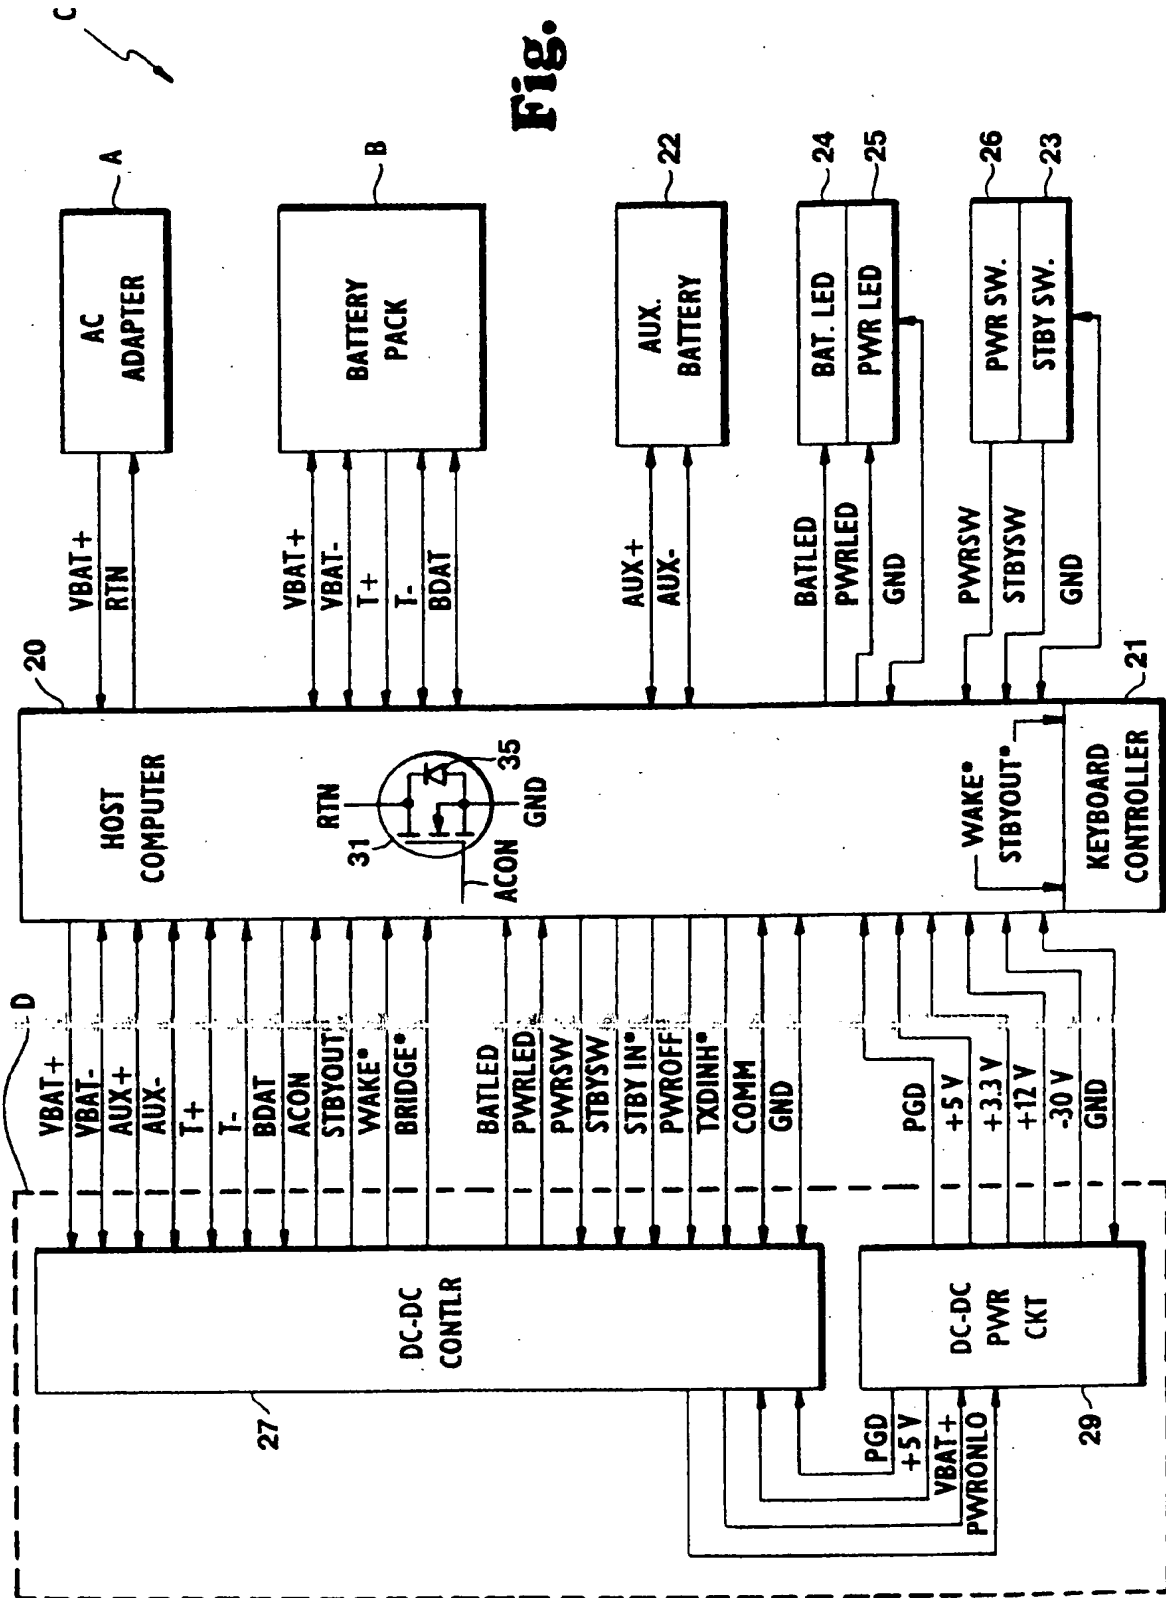 C
Fig.
A
AC
ADAPTER
VBAT+
RTN
B
BATTERY
PACK
VBAT+
VBAT-
T+
T-
BDAT
22
AUX.
BATTERY
AUX+
AUX-
24
25
BAT. LED
PWR LED
BATLED
PWRLED
GND
26
23
PWR SW.
STBY SW.
PWRSW
STBYSW
GND
20
HOST
COMPUTER
RTN
31
35
GND
ACON
WAKE*
STBYOUT*
21
KEYBOARD
CONTROLLER
D
VBAT+
VBAT-
AUX+
AUX-
T+
T-
BDAT
ACON
STBYOUT*
WAKE*
BRIDGE*
BATLED
PWRLED
PWRSW
STBYSW
STBY IN*
PWROFF
TXDINH*
COMM
GND
PGD
+5 V
+3.3 V
+12 V
-30 V
GND
DC-DC
CONTLR
27
DC-DC
PWR
CKT
29
PGD
+5 V
VBAT+
PWRONLO